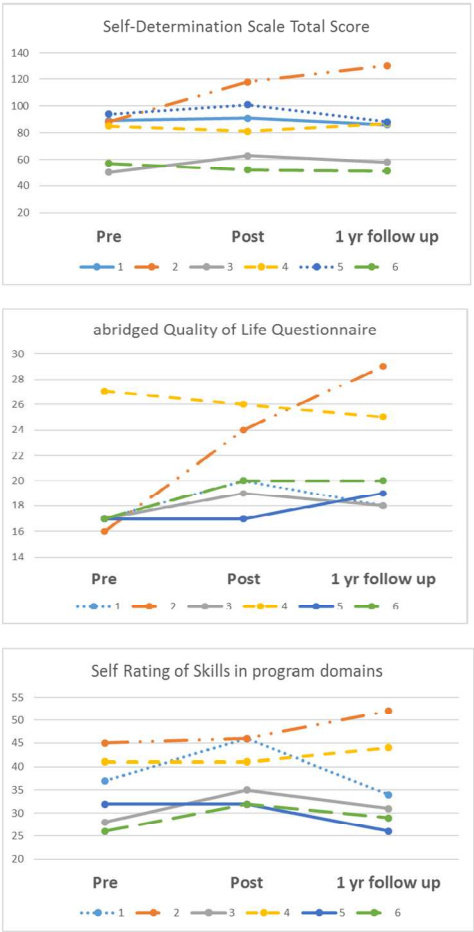 Self-Determination Scale Total Score
140
120
100
80
60
40
20
Pre Post 1 yr follow up
1 2 3 4 5 6
abridged Quality of Life Questionnaire
30
28
26
24
22
20
18
16
14
Pre Post 1 yr follow up
1 2 3 4 5 6
Self Rating of Skills in program domains
55
50
45
40
35
30
25
20
Pre Post 1 yr follow up
1 2 3 4 5 6